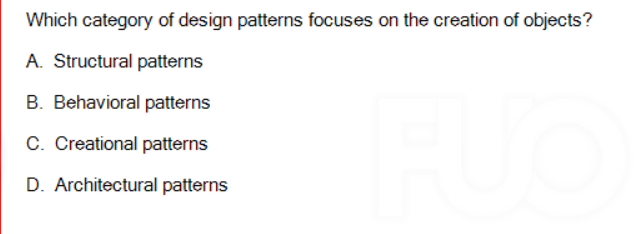 Which category of design patterns focuses on the creation of objects?
A. Structural patterns
B. Behavioral patterns
C. Creational patterns
D. Architectural patterns
FUO